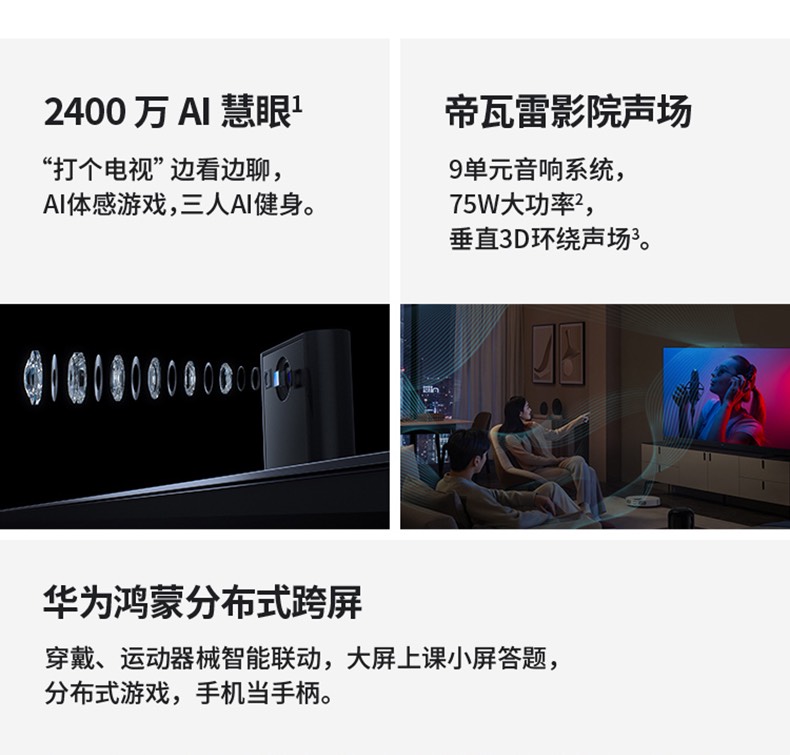 2400 万 AI 慧眼¹
“打个电视” 边看边聊，
AI体感游戏，三人AI健身。
帝瓦雷影院声场
9单元音响系统，
75W大功率²，
垂直3D环绕声场³。
华为鸿蒙分布式跨屏
穿戴、运动器械智能联动，大屏上课小屏答题，
分布式游戏，手机当手柄。